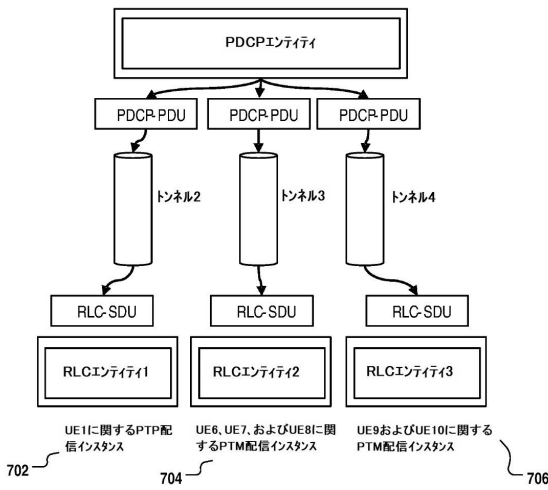 PDCPエンティティ
PDCP-PDU
PDCP-PDU
PDCP-PDU
トンネル2
トンネル3
トンネル4
RLC-SDU
RLC-SDU
RLC-SDU
RLCエンティティ1
RLCエンティティ2
RLCエンティティ3
UE1に関するPTP配
信インスタンス
UE6、UE7、およびUE8に関
するPTM配信インスタンス
UE9およびUE10に関する
PTM配信インスタンス
702
704
706